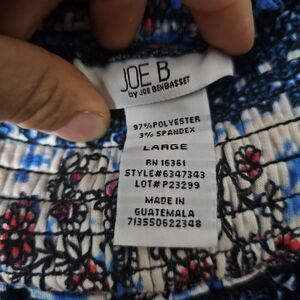 JOE B
by JOE BENBASSET
97%POLYESTER
3% SPANDEX
LARGE
RN 16361
STYLE#6347343
LOT#P23299
MADE IN
GUATEMALA
713550622348